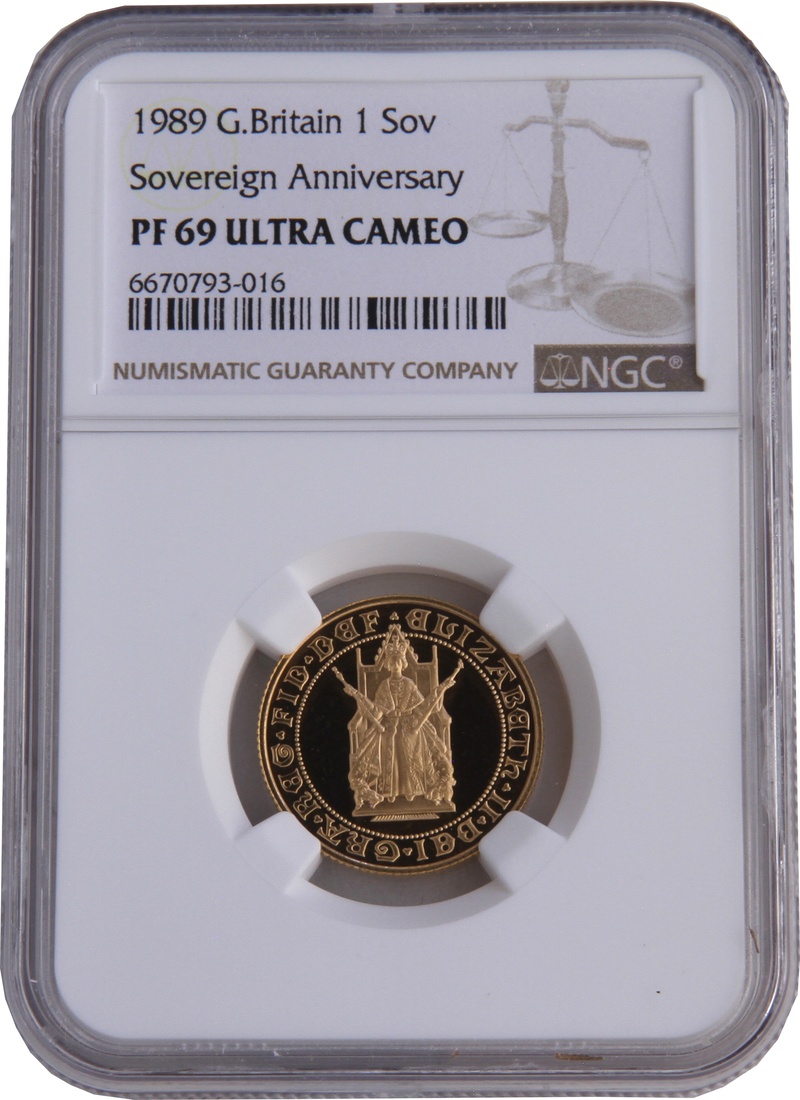 1989 G.Britain 1 Sov
Sovereign Anniversary
PF 69 ULTRA CAMEO
6670793-016
NUMISMATIC GUARANTY COMPANY
NGC®
ELIZABETH·II·DEI·GRA·REG·FID·DEF·